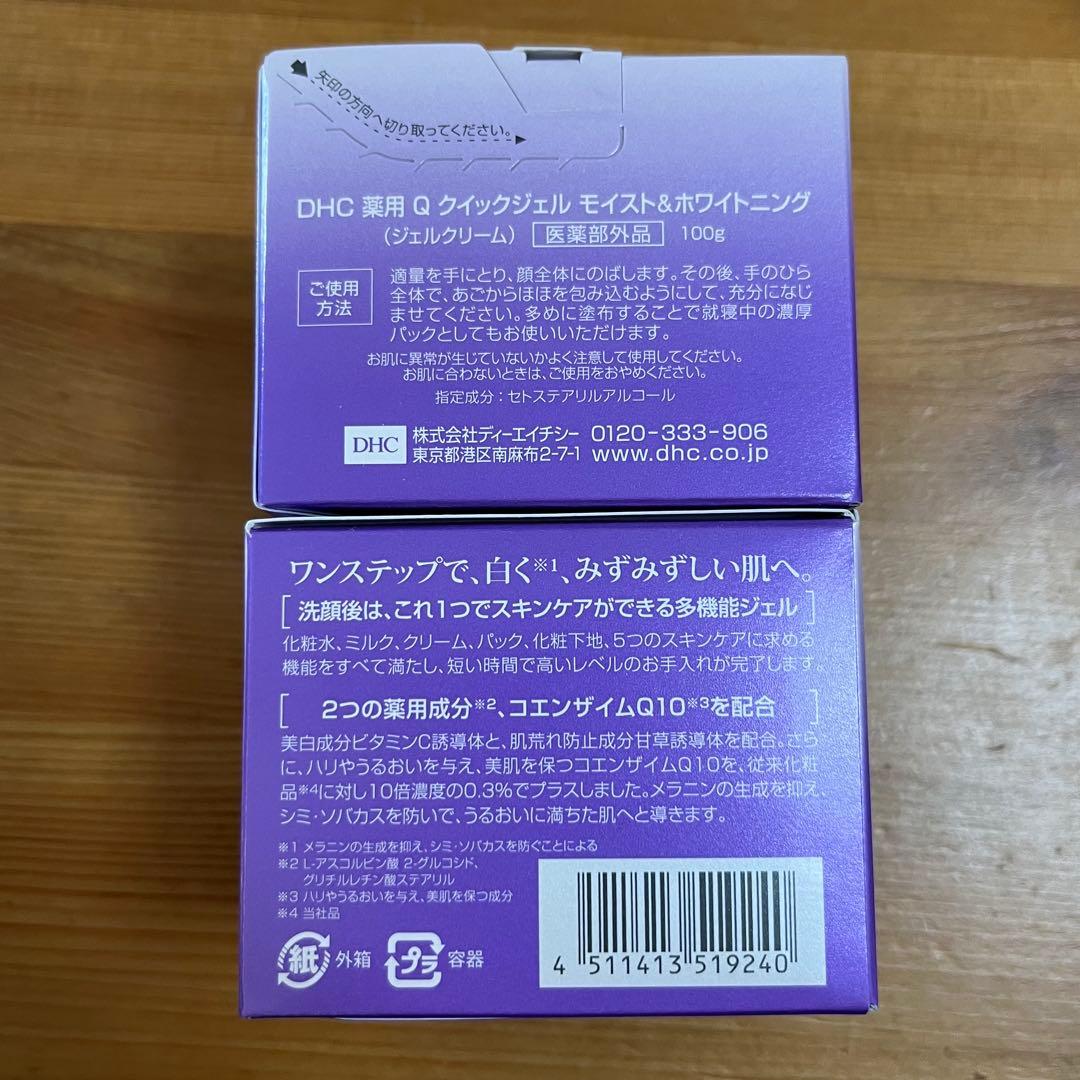 矢印の方向へ切り取ってください。
DHC 薬用 Q クイックジェル モイスト&ホワイトニング
（ジェルクリーム） 医薬部外品 100g
ご使用
方法
適量を手にとり、顔全体にのばします。その後、手のひら
全体で、あごからほほを包み込むようにして、充分になじ
ませてください。多めに塗布することで就寝中の濃厚
パックとしてもお使いいただけます。
お肌に異常が生じていないかよく注意して使用してください。
お肌に合わないときは、ご使用をおやめください。
指定成分：セトステアリルアルコール
DHC 株式会社ディーエイチシー 0120-333-906
東京都港区南麻布2-7-1 www.dhc.co.jp
ワンステップで、白く※1、みずみずしい肌へ。
洗顔後は、これ1つでスキンケアができる多機能ジェル
化粧水、ミルク、クリーム、パック、化粧下地、5つのスキンケアに求める
機能をすべて満たし、短い時間で高いレベルのお手入れが完了します。
2つの薬用成分※2、コエンザイムQ10※3を配合
美白成分ビタミンC誘導体と、肌荒れ防止成分甘草誘導体を配合。さら
に、ハリやうるおいを与え、美肌を保つコエンザイムQ10を、従来化粧
品※4に対し10倍濃度の0.3%でプラスしました。メラニンの生成を抑え、
シミ・ソバカスを防いで、うるおいに満ちた肌へと導きます。
※1 メラニンの生成を抑え、シミ・ソバカスを防ぐことによる
※2 L-アスコルビン酸 2-グルコシド、
グリチルレチン酸ステアリル
※3 ハリやうるおいを与え、美肌を保つ成分
※4 当社品
紙 外箱 プラ 容器
4 511413 519240